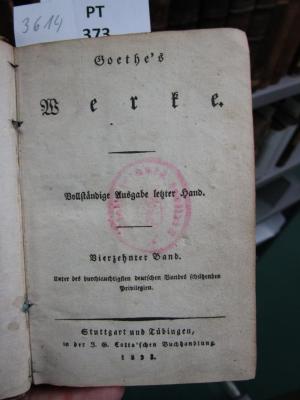 3614
PT
373
Goethe's
Werke.
Vollständige Ausgabe letzter Hand.
Vierzehnter Band.
Unter des durchlauchtigsten deutschen Bundes schützenden
Privilegien.
Stuttgart und Tübingen,
in der J. G. Cotta'schen Buchhandlung.